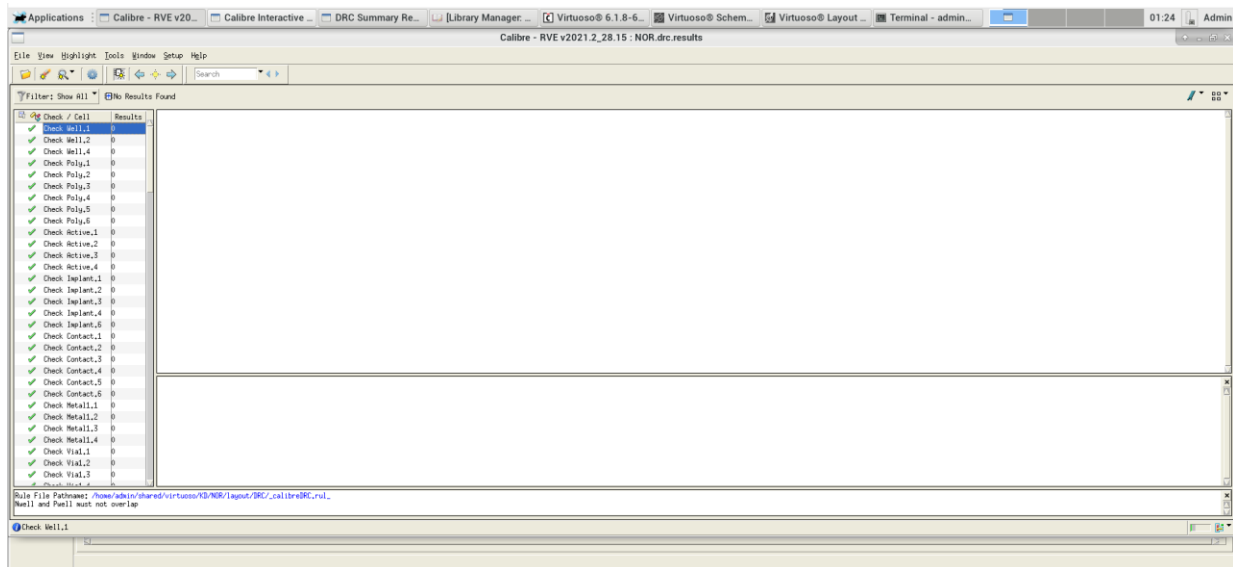 Applications Calibre - RVE v20... Calibre Interactive ... DRC Summary Re... [Library Manager: ... Virtuoso® 6.1.8-6... Virtuoso® Schem... Virtuoso® Layout ... Terminal - admin... 01:24 Admin
Calibre - RVE v2021.2_28.15 : NOR.drc.results
File View Highlight Tools Window Setup Help
Search
Filter: Show All No Results Found
Check / Cell Results
Check Well.1 0
Check Well.2 0
Check Well.4 0
Check Poly.1 0
Check Poly.2 0
Check Poly.3 0
Check Poly.4 0
Check Poly.5 0
Check Poly.6 0
Check Active.1 0
Check Active.2 0
Check Active.3 0
Check Active.4 0
Check Implant.1 0
Check Implant.2 0
Check Implant.3 0
Check Implant.4 0
Check Implant.6 0
Check Contact.1 0
Check Contact.2 0
Check Contact.3 0
Check Contact.4 0
Check Contact.5 0
Check Contact.6 0
Check Metal1.1 0
Check Metal1.2 0
Check Metal1.3 0
Check Metal1.4 0
Check Via1.1 0
Check Via1.2 0
Check Via1.3 0
Rule File Pathname: /home/admin/shared/virtuoso/KD/NOR/layout/DRC/_calibreDRC.rul_
Nwell and Pwell must not overlap
Check Well.1